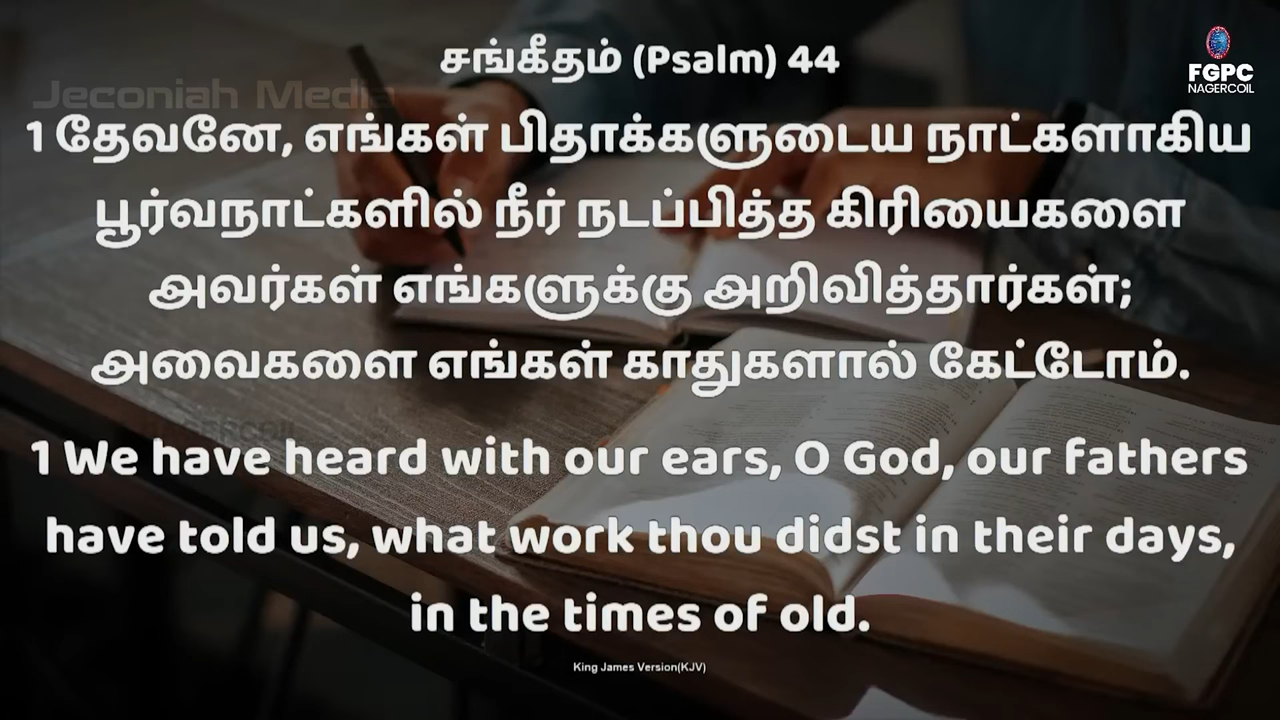 சங்கீதம் (Psalm) 44
FGPC
NAGERCOIL
Jeconiah Media
1 தேவனே, எங்கள் பிதாக்களுடைய நாட்களாகிய
பூர்வநாட்களில் நீர் நடப்பித்த கிரியைகளை
அவர்கள் எங்களுக்கு அறிவித்தார்கள்;
அவைகளை எங்கள் காதுகளால் கேட்டோம்.
1 We have heard with our ears, O God, our fathers
have told us, what work thou didst in their days,
in the times of old.
King James Version(KJV)